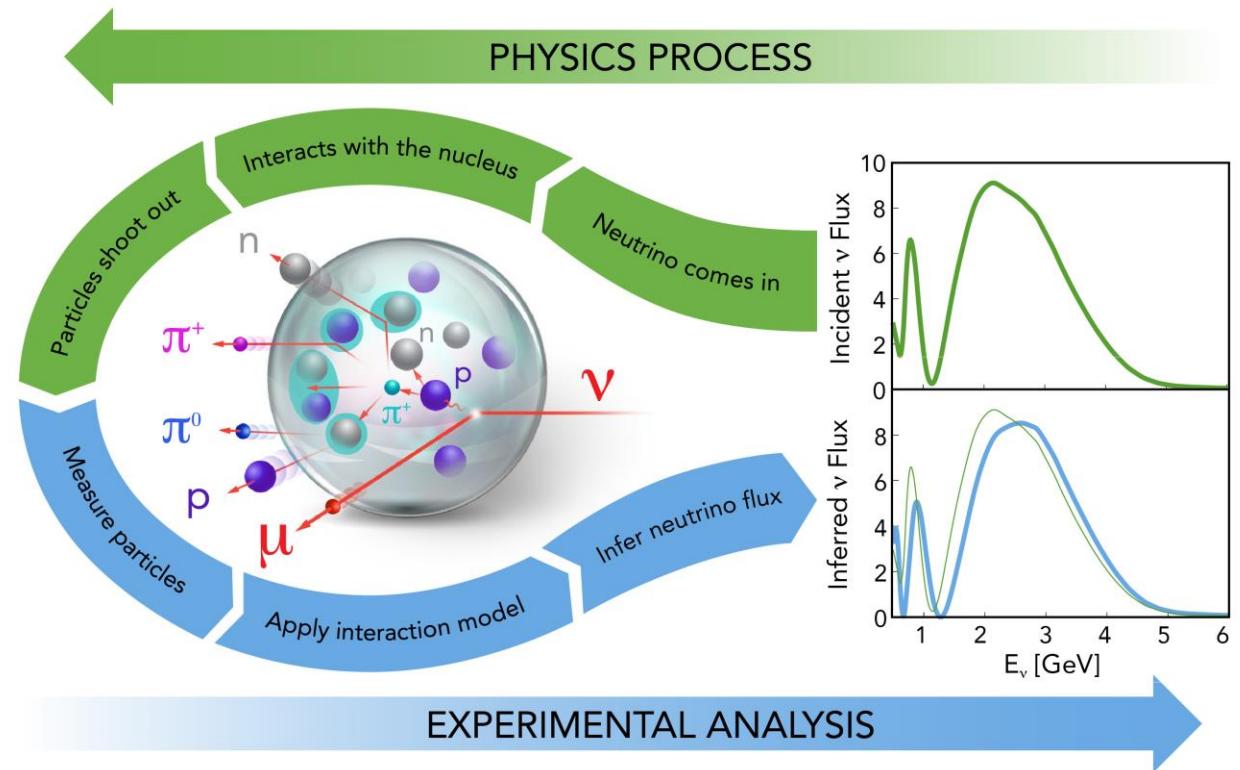 PHYSICS PROCESS
Interacts with the nucleus
Particles shoot out
Neutrino comes in
n
π⁺
π⁰
p
μ
n
p
π⁺
ν
Measure particles
Apply interaction model
Infer neutrino flux
Incident ν Flux
10
8
6
4
2
0
Inferred ν Flux
8
6
4
2
0
1 2 3 4 5 6
Eᵥ [GeV]
EXPERIMENTAL ANALYSIS